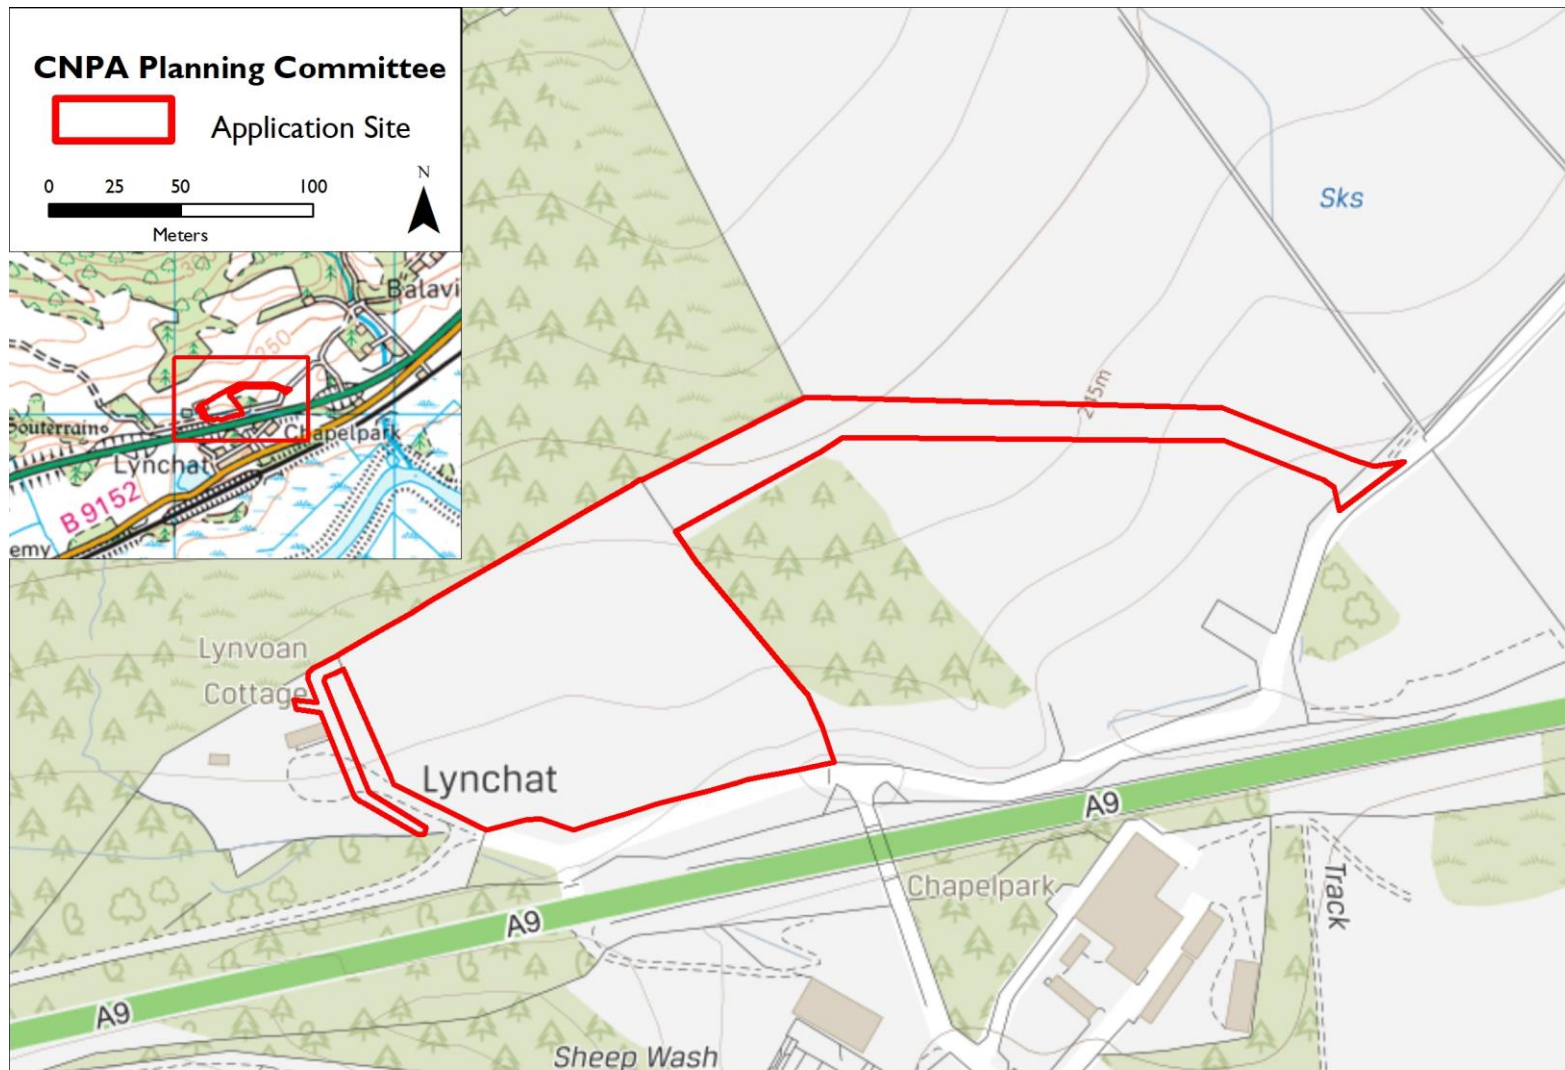 CNPA Planning Committee
Application Site
0 25 50 100
Meters
N
Balavi
250
Souterrains
Chapelpark
Lynchat
B 9152
emy
Sks
245m
Lynvoan
Cottage
Lynchat
A9
A9
A9
Chapelpark
Track
Sheep Wash